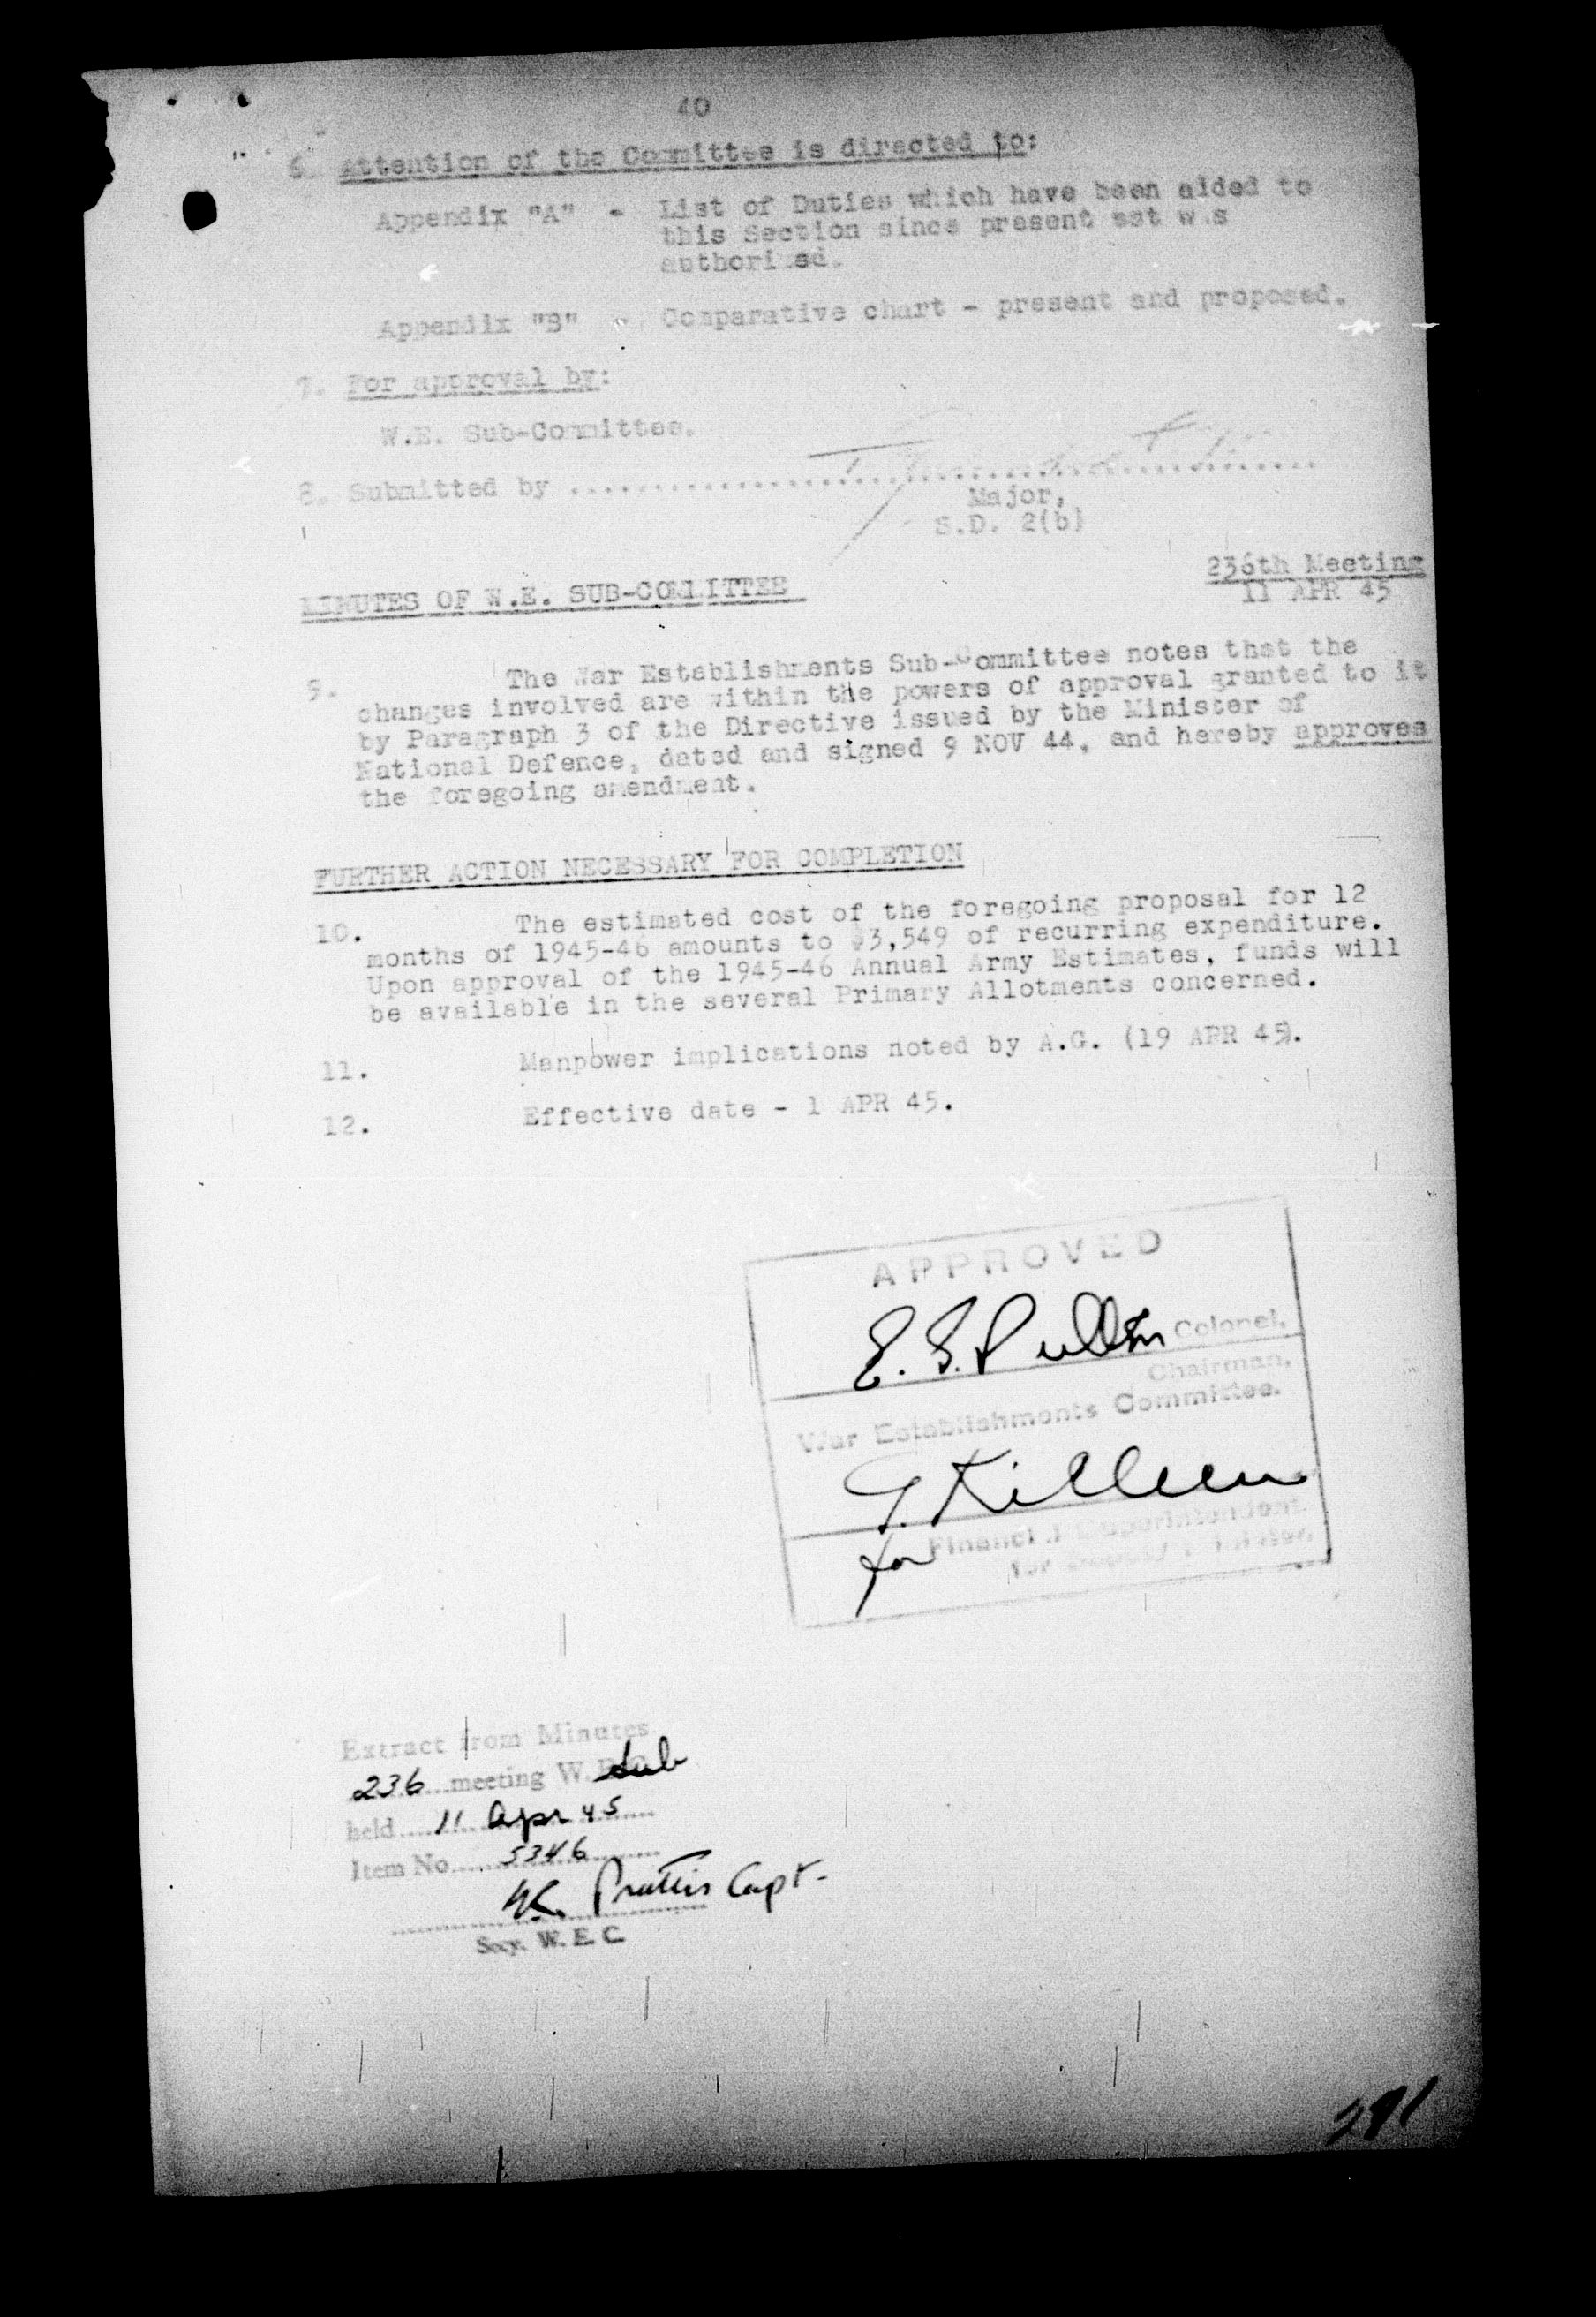 40
6. Attention of the Committee is directed to:
Appendix "A" - List of Duties which have been added to
this Section since present est was
authorised.
Appendix "B" - Comparative chart - present and proposed.
7. For approval by:
W.E. Sub-Committee.
8. Submitted by
Major,
S.D. 2(b)
236th Meeting
11 APR 45
MINUTES OF W.E. SUB-COMMITTEE
9. The War Establishments Sub-Committee notes that the
changes involved are within the powers of approval granted to it
by Paragraph 3 of the Directive issued by the Minister of
National Defence, dated and signed 9 NOV 44, and hereby approves
the foregoing amendment.
FURTHER ACTION NECESSARY FOR COMPLETION
10. The estimated cost of the foregoing proposal for 12
months of 1945-46 amounts to $3,549 of recurring expenditure.
Upon approval of the 1945-46 Annual Army Estimates, funds will
be available in the several Primary Allotments concerned.
11. Manpower implications noted by A.G. (19 APR 45).
12. Effective date - 1 APR 45.
APPROVED
Colonel.
Chairman,
War Establishments Committee.
Killeen
for Financial Superintendent
for
Extract from Minutes
236 meeting W. Sub
held 11 Apr 45
Item No. 5346
Capt.
Secy. W. E. C.
291